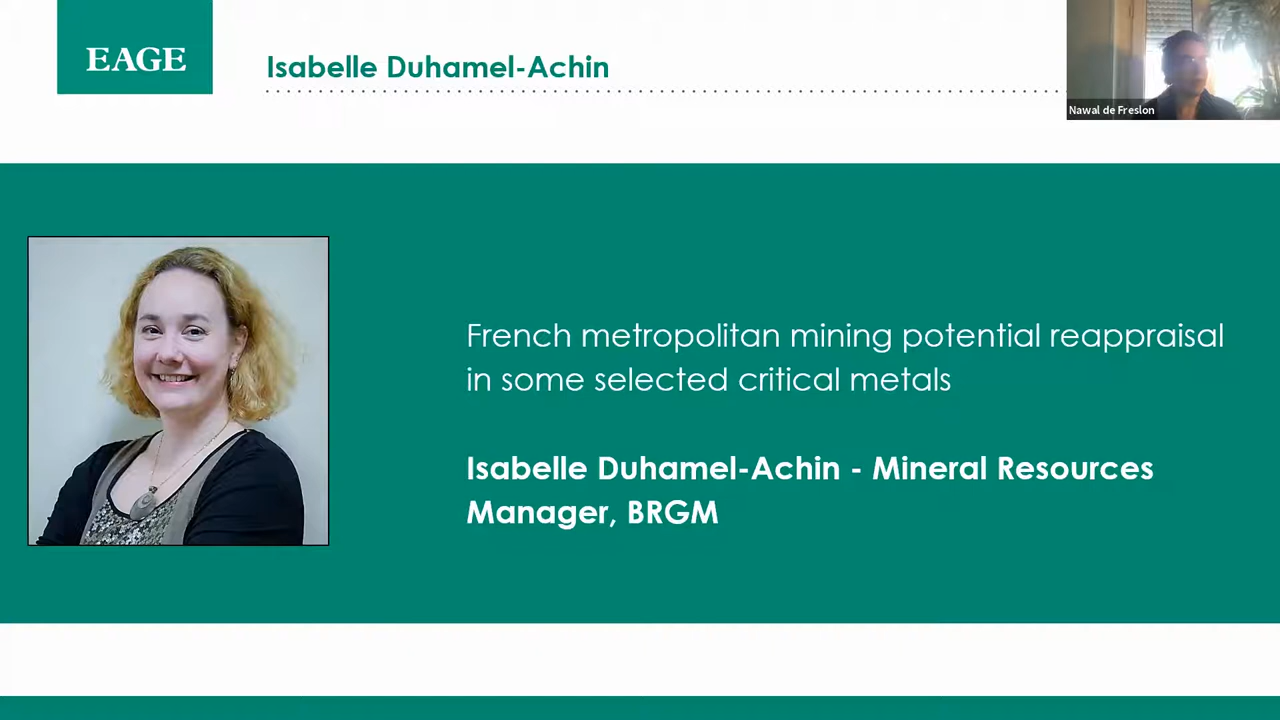 EAGE
Isabelle Duhamel-Achin
Nawal de Freslon
French metropolitan mining potential reappraisal
in some selected critical metals
Isabelle Duhamel-Achin - Mineral Resources
Manager, BRGM